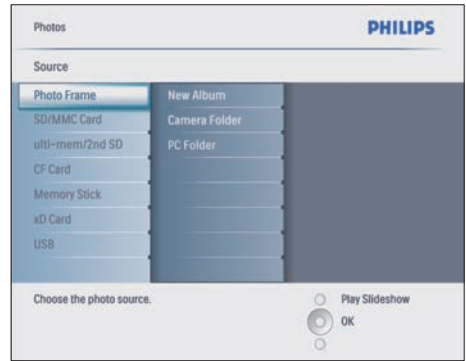 Photos
PHILIPS
Source
Photo Frame
New Album
SD/MMC Card
Camera Folder
ulti-mem/2nd SD
PC Folder
CF Card
Memory Stick
xD Card
USB
Choose the photo source.
Play Slideshow
OK